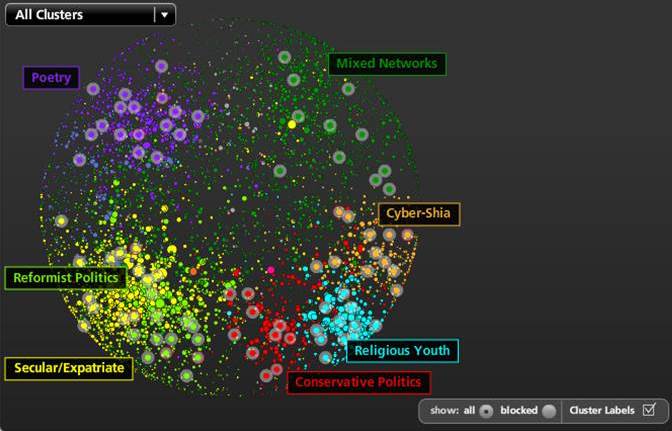 All Clusters
Poetry
Mixed Networks
Cyber-Shia
Reformist Politics
Religious Youth
Secular/Expatriate
Conservative Politics
show: all blocked Cluster Labels